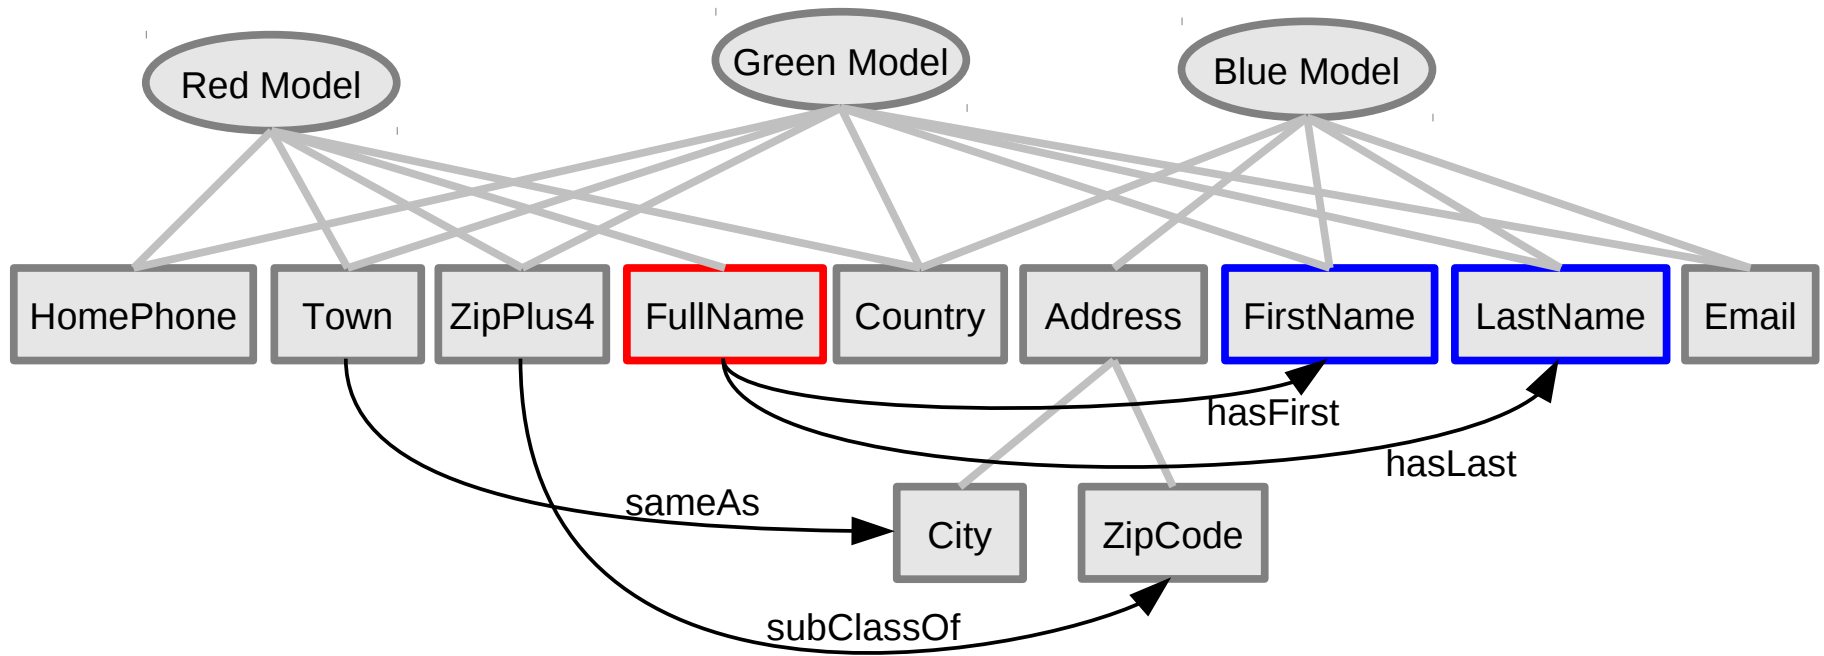 Red Model
Green Model
Blue Model
HomePhone
Town
ZipPlus4
FullName
Country
Address
FirstName
LastName
Email
hasFirst
hasLast
sameAs
City
ZipCode
subClassOf